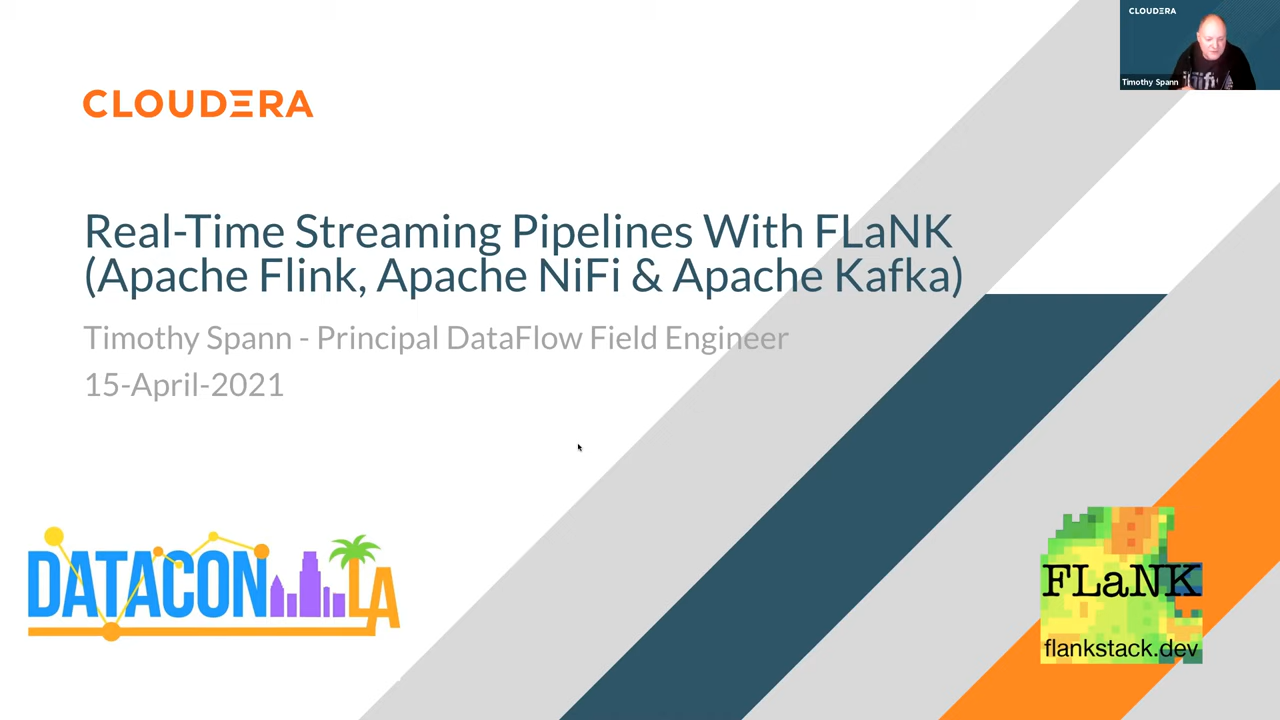 CLOUDERA
Timothy Spann
CLOUDERA
Real-Time Streaming Pipelines With FLaNK
(Apache Flink, Apache NiFi & Apache Kafka)
Timothy Spann - Principal DataFlow Field Engineer
15-April-2021
DATACON LA
FLaNK
flankstack.dev